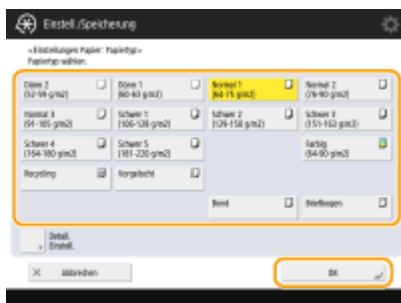 Einstell./Speicherung
<Einstellungen Papier: Papiertyp>
Papiertyp wählen.
Dünn 2
(52-59 g/m2)
Dünn 1
(60-63 g/m2)
Normal 1
(64-75 g/m2)
Normal 2
(76-90 g/m2)
Normal 3
(91-105 g/m2)
Schwer 1
(106-128 g/m2)
Schwer 2
(129-150 g/m2)
Schwer 3
(151-163 g/m2)
Schwer 4
(164-180 g/m2)
Schwer 5
(181-220 g/m2)
Farbig
(64-90 g/m2)
Recycling
Vorgelocht
Bond
Briefbogen
Detail.
Einstell.
Abbrechen
OK